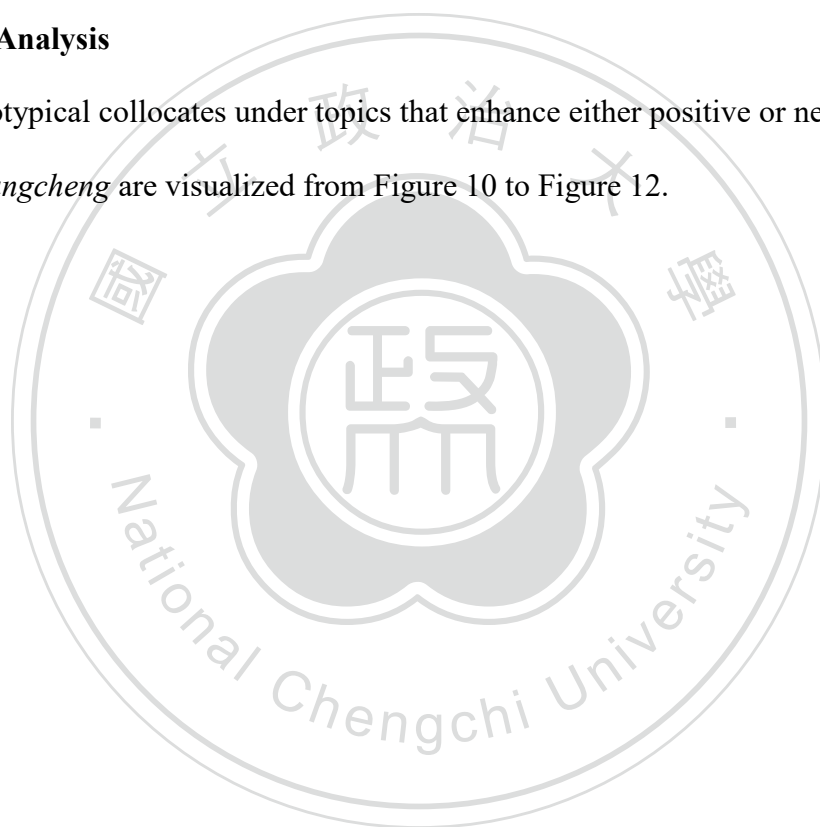 Analysis
otypical collocates under topics that enhance either positive or ne
ngcheng are visualized from Figure 10 to Figure 12.
國立政治大學
政
National Chengchi University